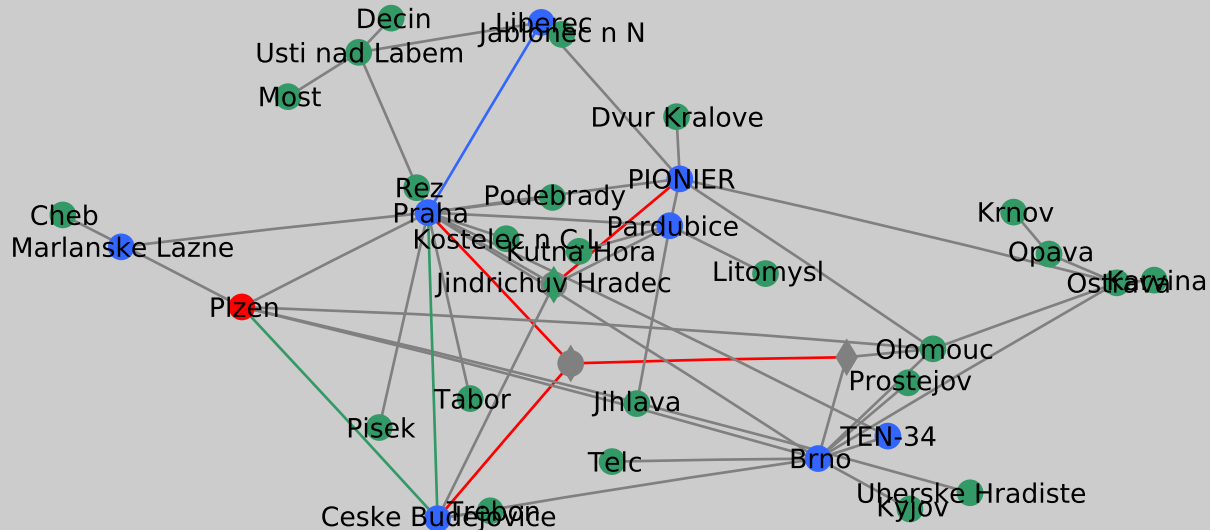 Decin
Liberec
Jablonec n N
Usti nad Labem
Most
Dvur Kralove
PIONIER
Rez
Podebrady
Praha
Cheb
Krnov
Pardubice
Kostelec n C L
Marlanske Lazne
Kutna Hora
Opava
Litomysl
Jindrichuv Hradec
Ostrava
Karvina
Plzen
Olomouc
Prostejov
Tabor
Jihlava
Pisek
TEN-34
Brno
Telc
Uherske Hradiste
Kyjov
Trebon
Ceske Budejovice